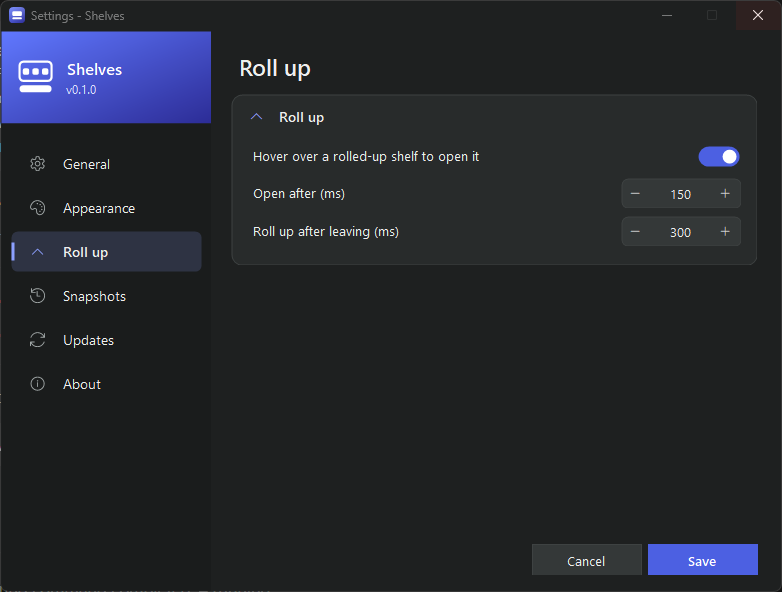 Settings - Shelves
Shelves
v0.1.0
General
Appearance
Roll up
Snapshots
Updates
About
Roll up
Roll up
Hover over a rolled-up shelf to open it
Open after (ms)
− 150 +
Roll up after leaving (ms)
− 300 +
Cancel
Save